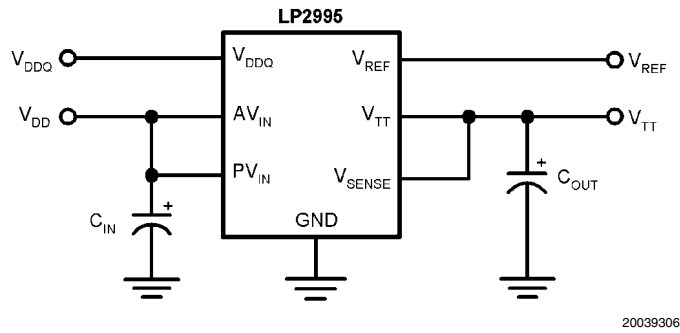 LP2995
VDDQ
VDDQ
VREF
VREF
VDD
AVIN
VTT
VTT
PVIN
VSENSE
+
COUT
+
CIN
GND
20039306